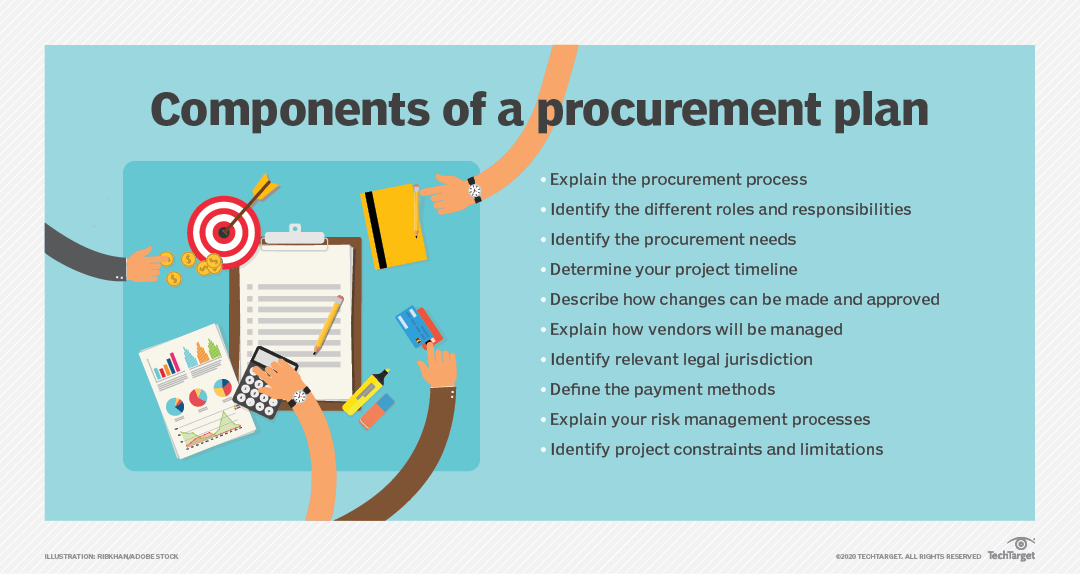 Components of a procurement plan
• Explain the procurement process
• Identify the different roles and responsibilities
• Identify the procurement needs
• Determine your project timeline
• Describe how changes can be made and approved
• Explain how vendors will be managed
• Identify relevant legal jurisdiction
• Define the payment methods
• Explain your risk management processes
• Identify project constraints and limitations
ILLUSTRATION: RIBKHAN/ADOBE STOCK
©2020 TECHTARGET. ALL RIGHTS RESERVED TechTarget